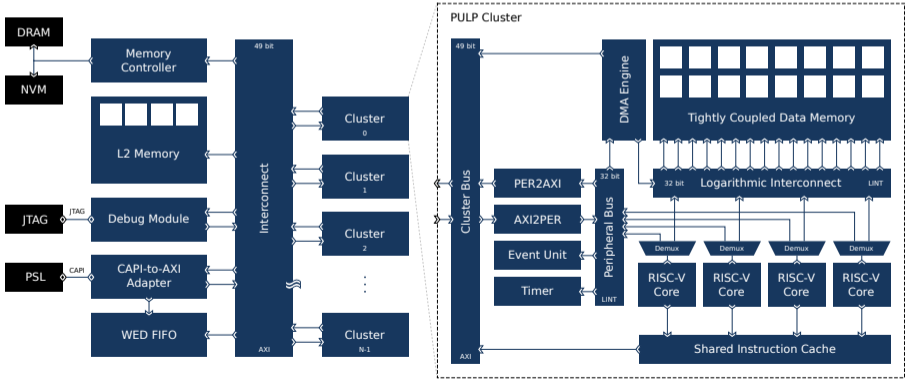 DRAM
NVM
Memory
Controller
L2 Memory
JTAG
JTAG
Debug Module
PSL
CAPI
CAPI-to-AXI
Adapter
WED FIFO
49 bit
Interconnect
AXI
Cluster
0
Cluster
1
Cluster
2
Cluster
N-1
PULP Cluster
49 bit
Cluster Bus
AXI
DMA Engine
Tightly Coupled Data Memory
PER2AXI
AXI2PER
Event Unit
Timer
32 bit
Peripheral Bus
LINT
32 bit
Logarithmic Interconnect
LINT
Demux
Demux
Demux
Demux
RISC-V
Core
RISC-V
Core
RISC-V
Core
RISC-V
Core
Shared Instruction Cache